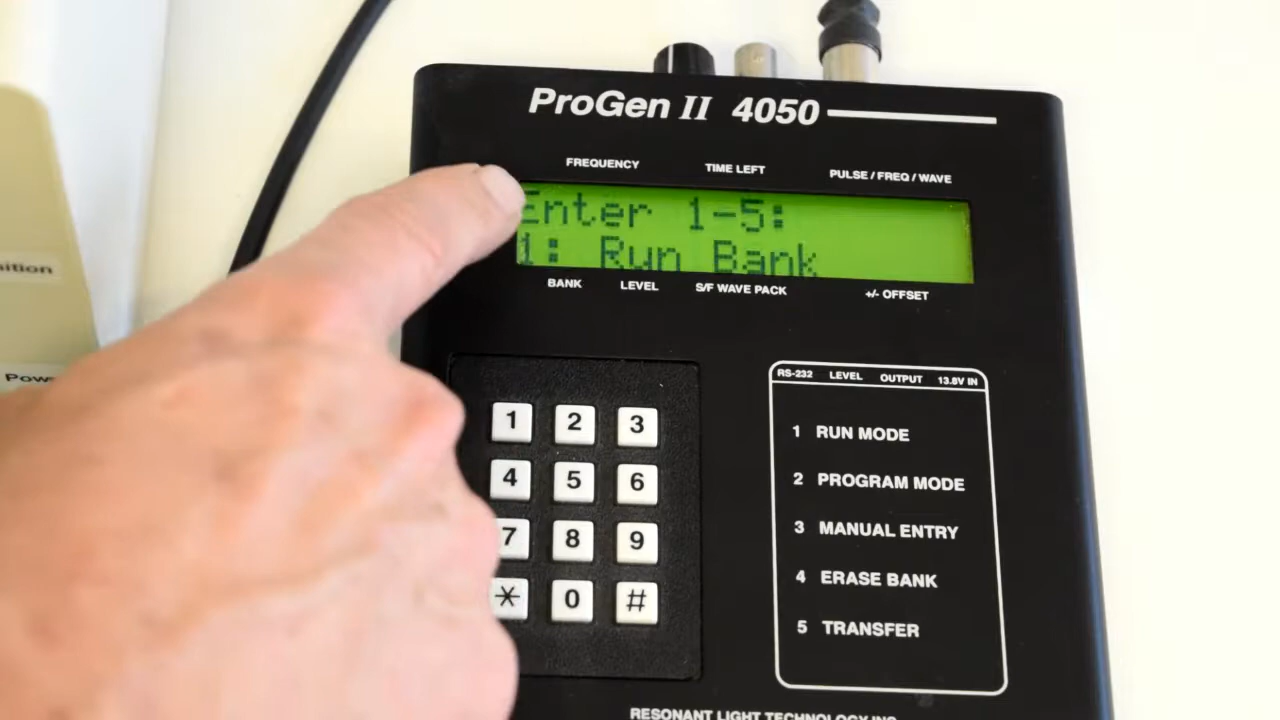 ProGen II 4050
FREQUENCY TIME LEFT PULSE / FREQ / WAVE
Enter 1-5:
1: Run Bank
BANK LEVEL S/F WAVE PACK +/- OFFSET
RS-232 LEVEL OUTPUT 13.8V IN
1 2 3
4 5 6
7 8 9
* 0 #
1 RUN MODE
2 PROGRAM MODE
3 MANUAL ENTRY
4 ERASE BANK
5 TRANSFER
RESONANT LIGHT TECHNOLOGY INC